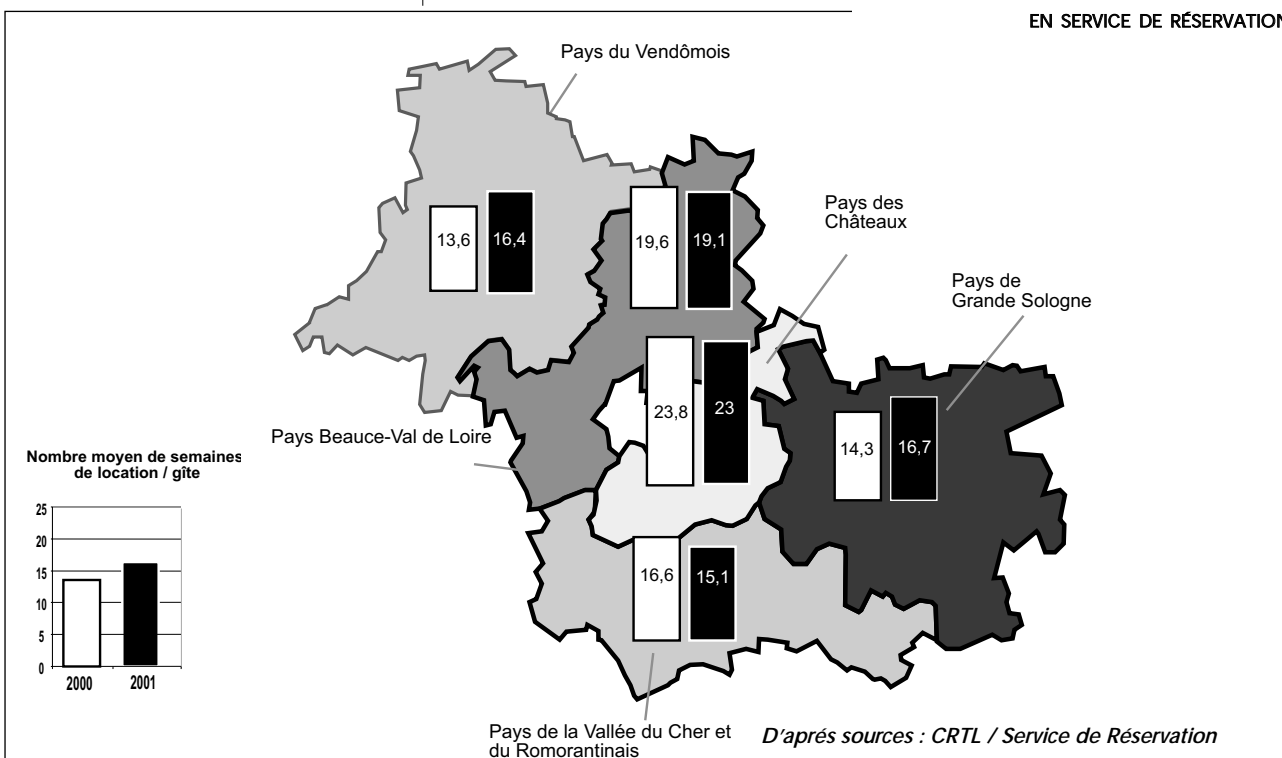 EN SERVICE DE RÉSERVATION
Pays du Vendômois
Pays des
Châteaux
Pays de
Grande Sologne
13,6
16,4
19,6
19,1
23,8
23
14,3
16,7
Pays Beauce-Val de Loire
Nombre moyen de semaines
de location / gîte
25
20
15
10
5
0
2000
2001
16,6
15,1
Pays de la Vallée du Cher et
du Romorantinais
D'aprés sources : CRTL / Service de Réservation